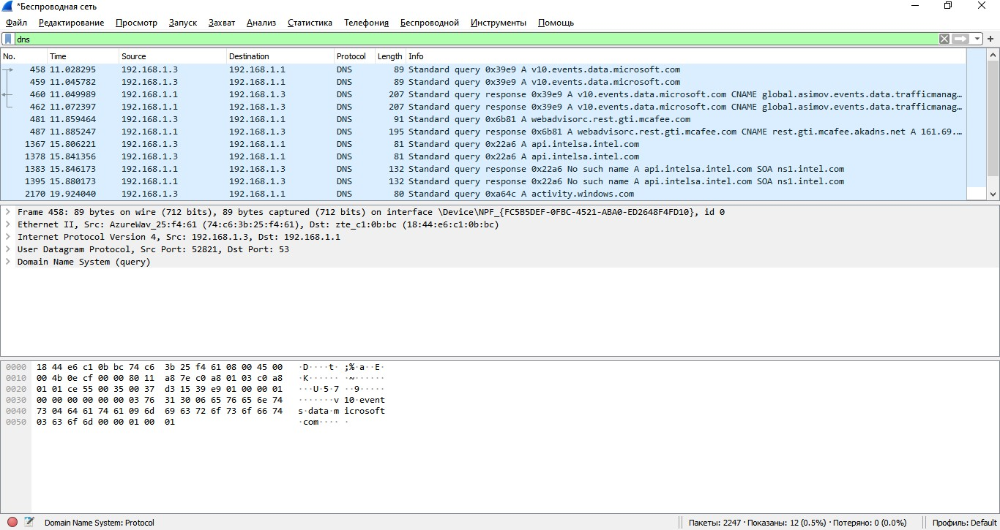 *Беспроводная сеть
Файл Редактирование Просмотр Запуск Захват Анализ Статистика Телефония Беспроводной Инструменты Помощь
dns
No. Time Source Destination Protocol Length Info
458 11.028295 192.168.1.3 192.168.1.1 DNS 89 Standard query 0x39e9 A v10.events.data.microsoft.com
459 11.045782 192.168.1.3 192.168.1.1 DNS 89 Standard query 0x39e9 A v10.events.data.microsoft.com
460 11.049989 192.168.1.1 192.168.1.3 DNS 207 Standard query response 0x39e9 A v10.events.data.microsoft.com CNAME global.asimov.events.data.trafficmanag…
462 11.072397 192.168.1.1 192.168.1.3 DNS 207 Standard query response 0x39e9 A v10.events.data.microsoft.com CNAME global.asimov.events.data.trafficmanag…
481 11.859464 192.168.1.3 192.168.1.1 DNS 91 Standard query 0x6b81 A webadvisorc.rest.gti.mcafee.com
487 11.885247 192.168.1.1 192.168.1.3 DNS 195 Standard query response 0x6b81 A webadvisorc.rest.gti.mcafee.com CNAME rest.gti.mcafee.akadns.net A 161.69.…
1367 15.806221 192.168.1.3 192.168.1.1 DNS 81 Standard query 0x22a6 A api.intelsa.intel.com
1378 15.841356 192.168.1.3 192.168.1.1 DNS 81 Standard query 0x22a6 A api.intelsa.intel.com
1383 15.846173 192.168.1.1 192.168.1.3 DNS 132 Standard query response 0x22a6 No such name A api.intelsa.intel.com SOA ns1.intel.com
1395 15.880173 192.168.1.1 192.168.1.3 DNS 132 Standard query response 0x22a6 No such name A api.intelsa.intel.com SOA ns1.intel.com
2170 19.924040 192.168.1.3 192.168.1.1 DNS 80 Standard query 0xa64c A activity.windows.com
Frame 458: 89 bytes on wire (712 bits), 89 bytes captured (712 bits) on interface \Device\NPF_{FC5B5DEF-0FBC-4521-ABA0-ED2648F4FD10}, id 0
Ethernet II, Src: AzureWav_25:f4:61 (74:c6:3b:25:f4:61), Dst: zte_c1:0b:bc (18:44:e6:c1:0b:bc)
Internet Protocol Version 4, Src: 192.168.1.3, Dst: 192.168.1.1
User Datagram Protocol, Src Port: 52821, Dst Port: 53
Domain Name System (query)
0000 18 44 e6 c1 0b bc 74 c6 3b 25 f4 61 08 00 45 00 ·D····t· ;%·a··E·
0010 00 4b 0e cf 00 00 80 11 a8 7e c0 a8 01 03 c0 a8 ·K······ ·~······
0020 01 01 ce 55 00 35 00 37 d3 15 39 e9 01 00 00 01 ···U·5·7 ··9·····
0030 00 00 00 00 00 00 03 76 31 30 06 65 76 65 6e 74 ·······v 10·event
0040 73 04 64 61 74 61 09 6d 69 63 72 6f 73 6f 66 74 s·data·m icrosoft
0050 03 63 6f 6d 00 00 01 00 01 ·com···· ·
Domain Name System: Protocol
Пакеты: 2247 · Показаны: 12 (0.5%) · Потеряно: 0 (0.0%)
Профиль: Default